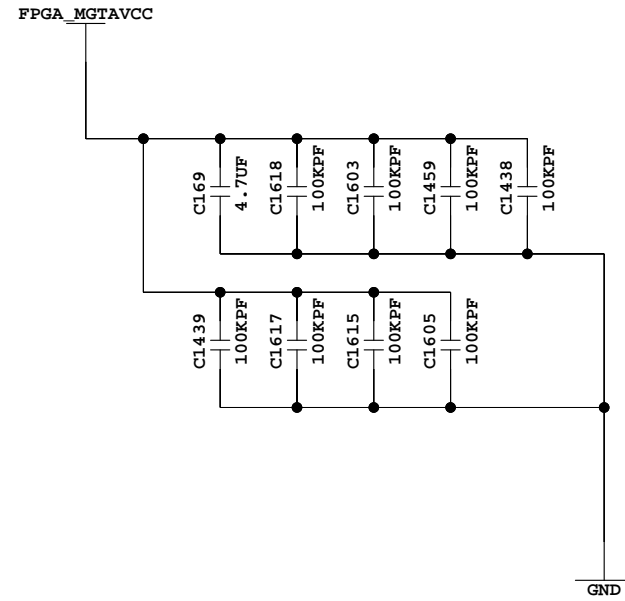 FPGA_MGTAVCC
C169
4.7UF
C1618
100KPF
C1603
100KPF
C1459
100KPF
C1438
100KPF
C1439
100KPF
C1617
100KPF
C1615
100KPF
C1605
100KPF
GND